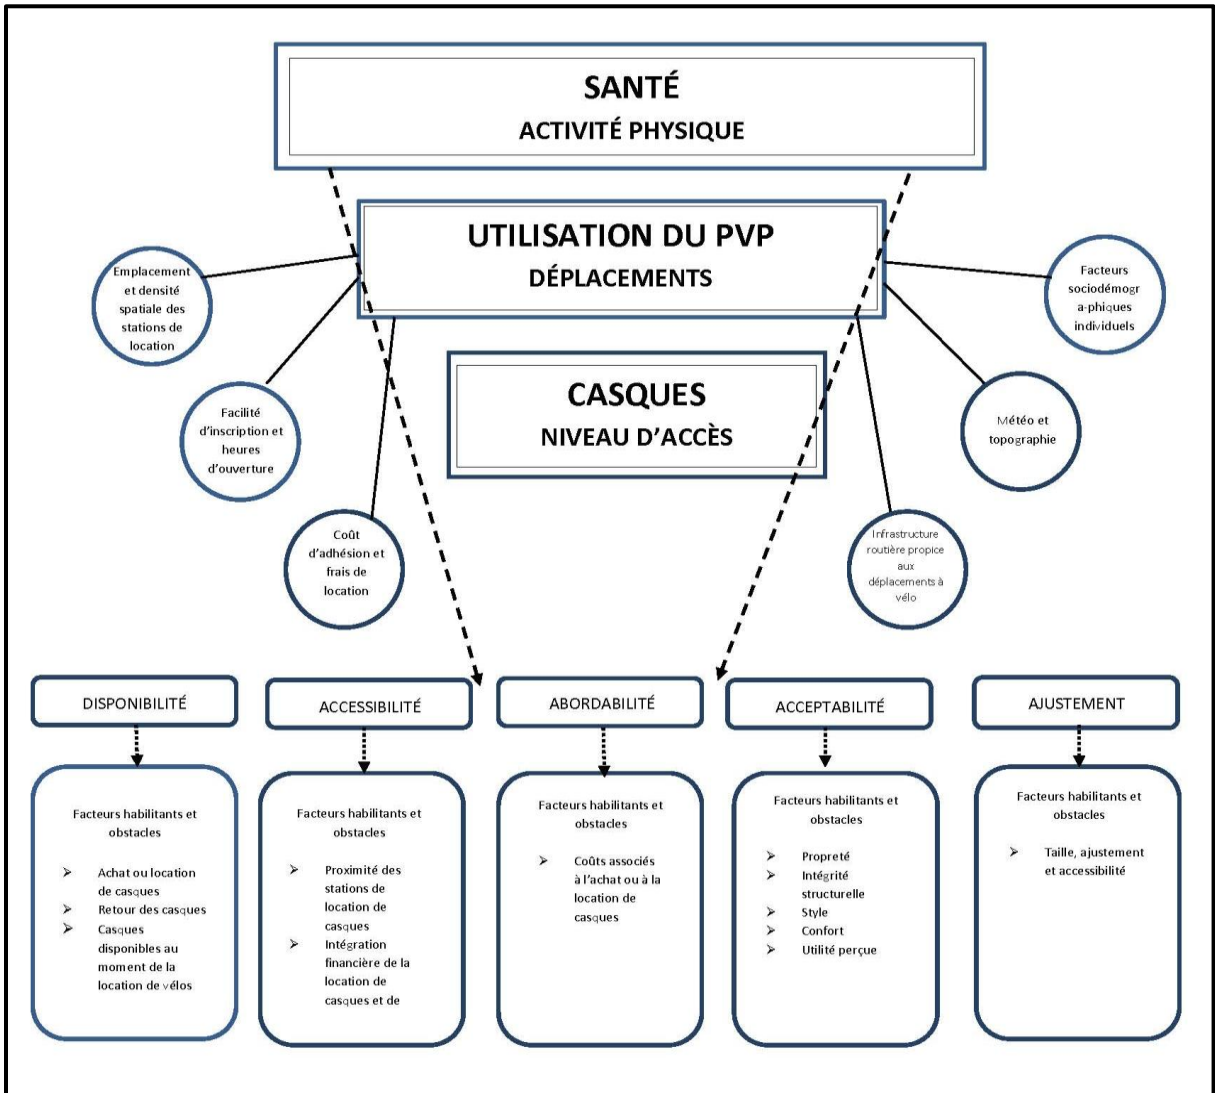 SANTÉ
ACTIVITÉ PHYSIQUE
UTILISATION DU PVP
DÉPLACEMENTS
CASQUES
NIVEAU D'ACCÈS
Emplacement
et densité
spatiale des
stations de
location
Facilité
d'inscription et
heures
d'ouverture
Coût
d'adhésion et
frais de
location
Facteurs
sociodémogr
a-phiques
individuels
Météo et
topographie
Infrastructure
routière propice
aux
déplacements à
vélo
DISPONIBILITÉ
Facteurs habilitants et
obstacles
➢ Achat ou location
de casques
➢ Retour des casques
➢ Casques
disponibles au
moment de la
location de vélos
ACCESSIBILITÉ
Facteurs habilitants et
obstacles
➢ Proximité des
stations de
location de
casques
➢ Intégration
financière de la
location de
casques et de
ABORDABILITÉ
Facteurs habilitants et
obstacles
➢ Coûts associés
à l'achat ou à la
location de
casques
ACCEPTABILITÉ
Facteurs habilitants et
obstacles
➢ Propreté
➢ Intégrité
structurelle
➢ Style
➢ Confort
➢ Utilité perçue
AJUSTEMENT
Facteurs habilitants et
obstacles
➢ Taille, ajustement
et accessibilité